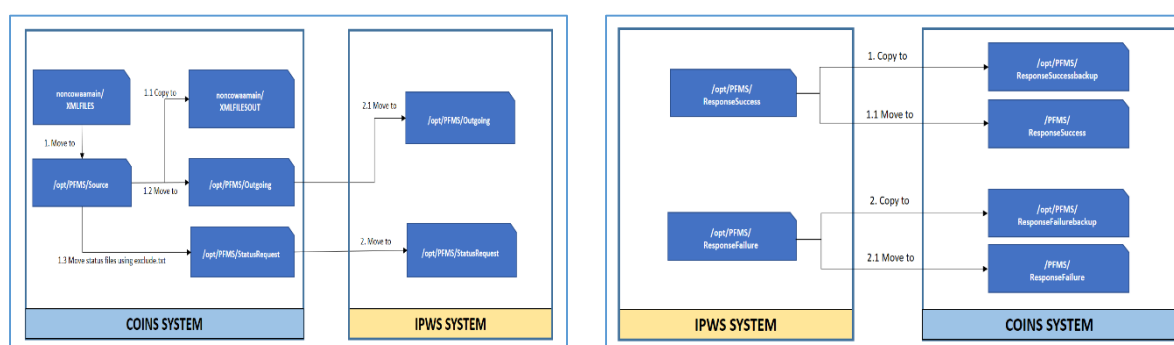 noncowaamain/
XMLFILES
1.1 Copy to
noncowaamain/
XMLFILESOUT
2.1 Move to
/opt/PFMS/Outgoing
1. Move to
/opt/PFMS/Source
1.2 Move to
/opt/PFMS/Outgoing
1.3 Move status files using exclude.txt
/opt/PFMS/StatusRequest
2. Move to
/opt/PFMS/StatusRequest
COINS SYSTEM
IPWS SYSTEM
/opt/PFMS/
ResponseSuccess
1. Copy to
/opt/PFMS/
ResponseSuccessbackup
1.1 Move to
/PFMS/
ResponseSuccess
/opt/PFMS/
ResponseFailure
2. Copy to
/opt/PFMS/
ResponseFailurebackup
2.1 Move to
/PFMS/
ResponseFailure
IPWS SYSTEM
COINS SYSTEM